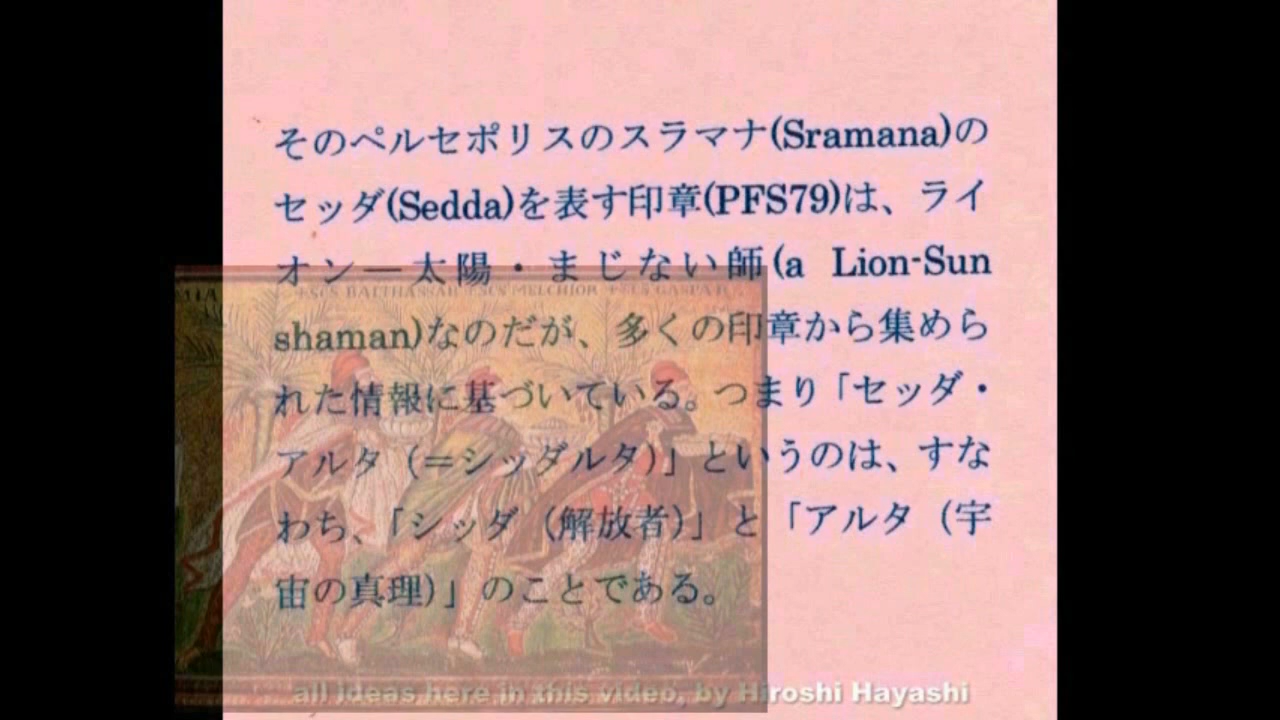 そのペルセポリスのスラマナ(Sramana)の
セッダ(Sedda)を表す印章(PFS79)は、ライ
オン―太陽・まじない師(a Lion-Sun
shaman)なのだが、多くの印章から集めら
れた情報に基づいている。つまり「セッダ・
アルタ（＝シッダルタ)」というのは、すな
わち、「シッダ（解放者)」と「アルタ（宇
宙の真理)」のことである。
MIA
BALTHASSAR MELCHIOR GASPAR
all ideas here in this video, by Hiroshi Hayashi